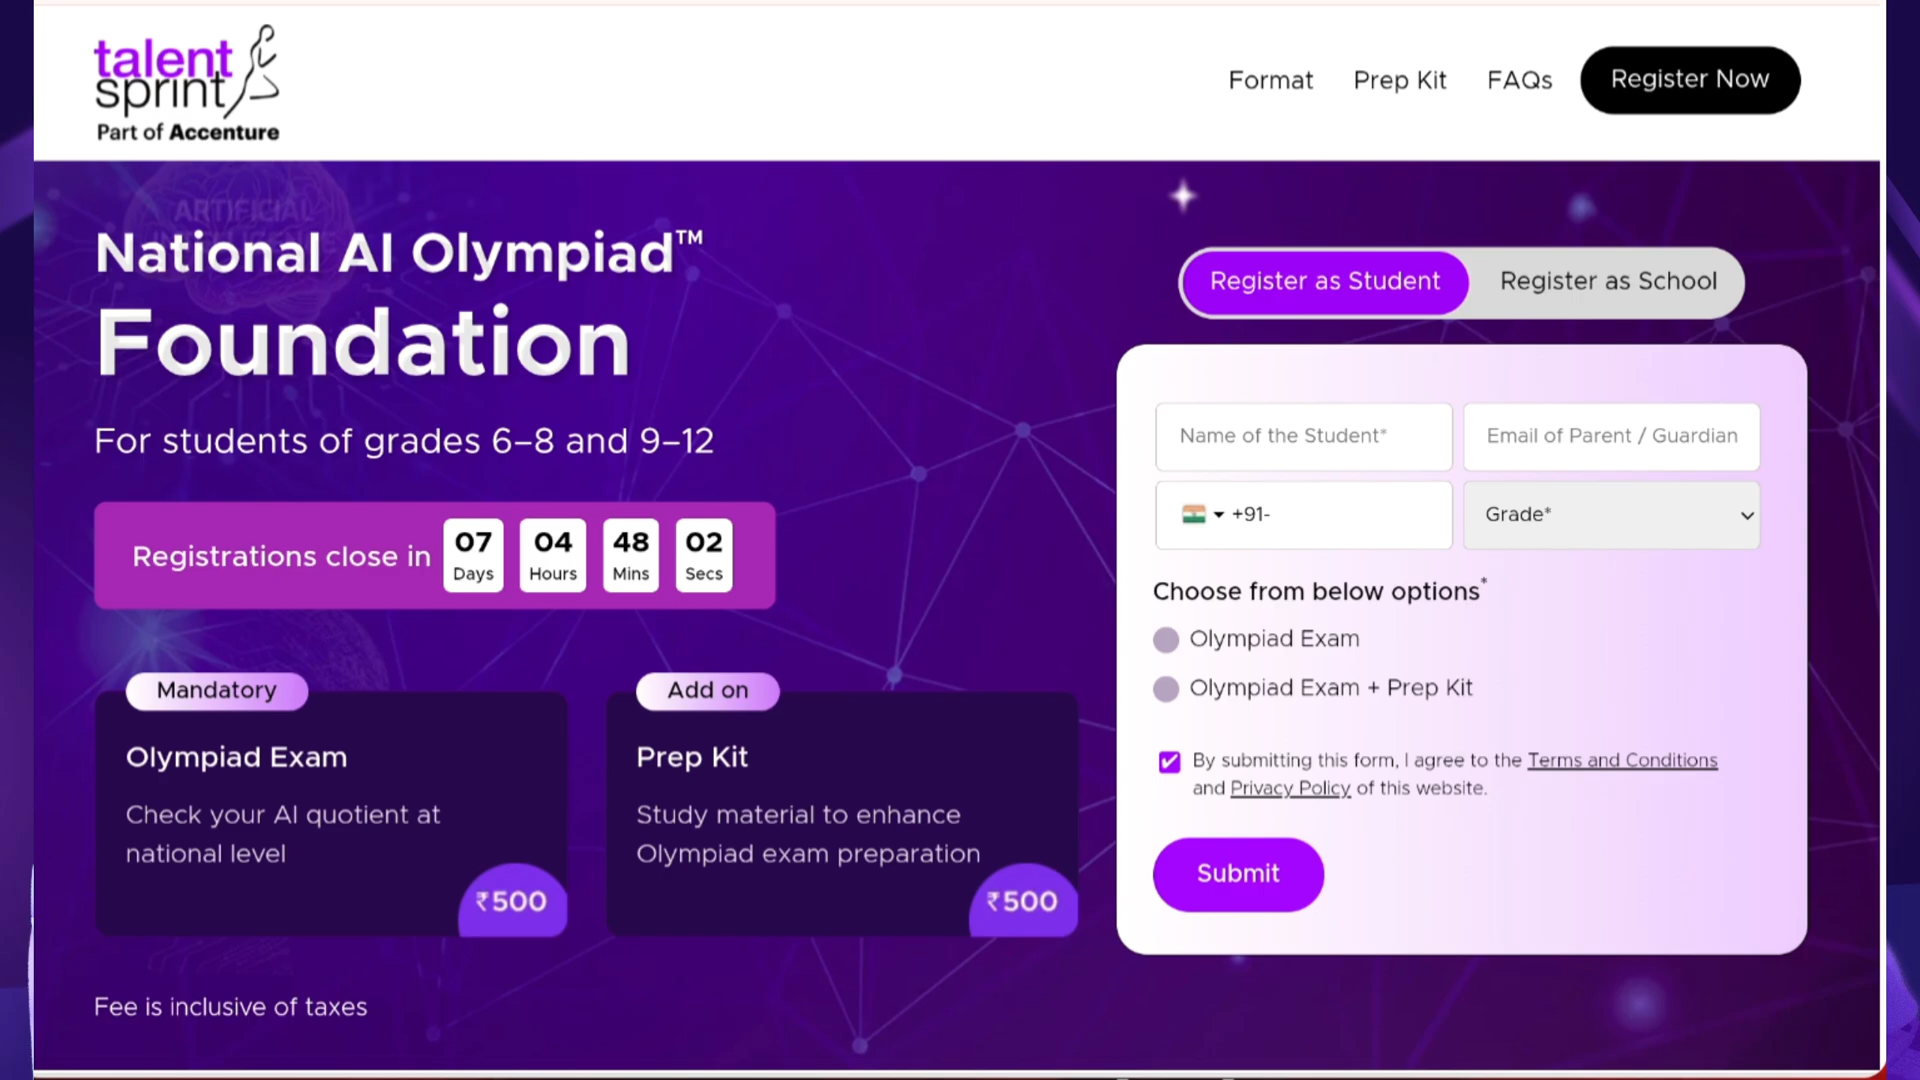 talent
sprint
Part of Accenture
Format
Prep Kit
FAQs
Register Now
ARTIFICIAL
National AI Olympiad™
Foundation
For students of grades 6–8 and 9–12
Registrations close in
07
Days
04
Hours
48
Mins
02
Secs
Mandatory
Olympiad Exam
Check your AI quotient at
national level
₹500
Add on
Prep Kit
Study material to enhance
Olympiad exam preparation
₹500
Fee is inclusive of taxes
Register as Student
Register as School
Name of the Student*
Email of Parent / Guardian
+91-
Grade*
Choose from below options*
Olympiad Exam
Olympiad Exam + Prep Kit
By submitting this form, I agree to the Terms and Conditions
and Privacy Policy of this website.
Submit